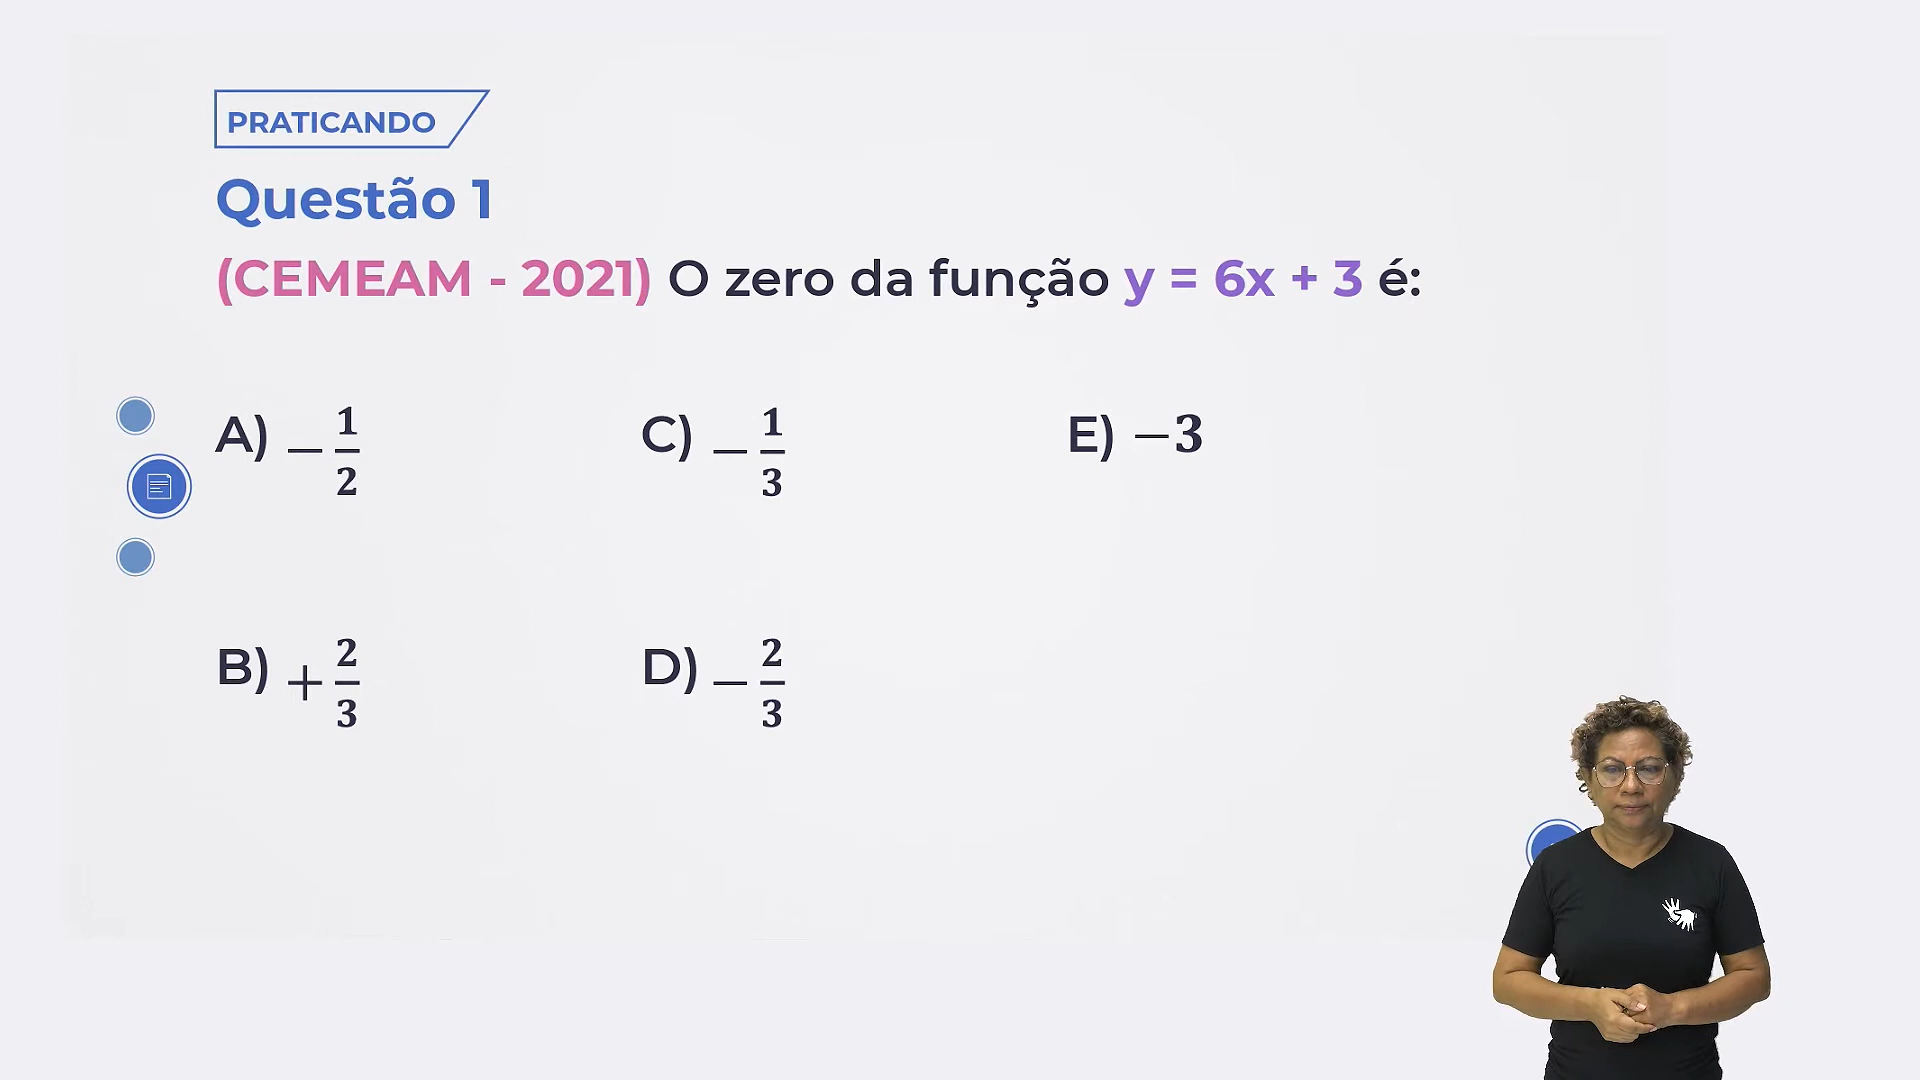 PRATICANDO
Questão 1
(CEMEAM - 2021) O zero da função y = 6x + 3 é:
A) − 1/2
C) − 1/3
E) −3
B) + 2/3
D) − 2/3